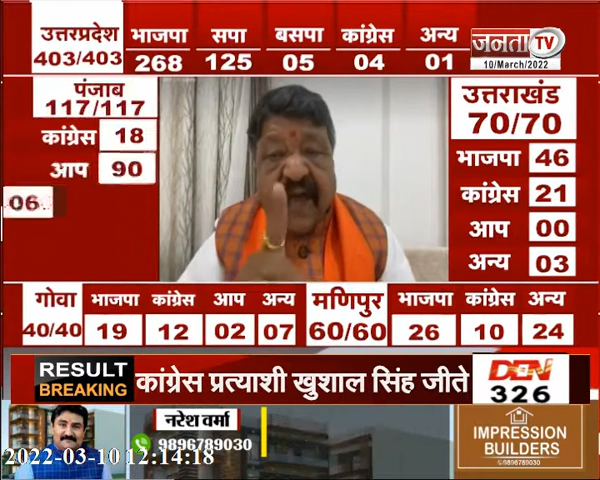 उत्तरप्रदेश भाजपा सपा बसपा कांग्रेस अन्य
403/403 268 125 05 04 01
जनता TV
10/March/2022
पंजाब
117/117
कांग्रेस 18
आप 90
06
उत्तराखंड
70/70
भाजपा 46
कांग्रेस 21
आप 00
अन्य 03
गोवा भाजपा कांग्रेस आप अन्य मणिपुर भाजपा कांग्रेस अन्य
40/40 19 12 02 07 60/60 26 10 24
RESULT
BREAKING
कांग्रेस प्रत्याशी खुशाल सिंह जीते
DEN
326
नरेश वर्मा
9896789030
IMPRESSION
BUILDERS
9896789030
2022-03-10 12:14:18